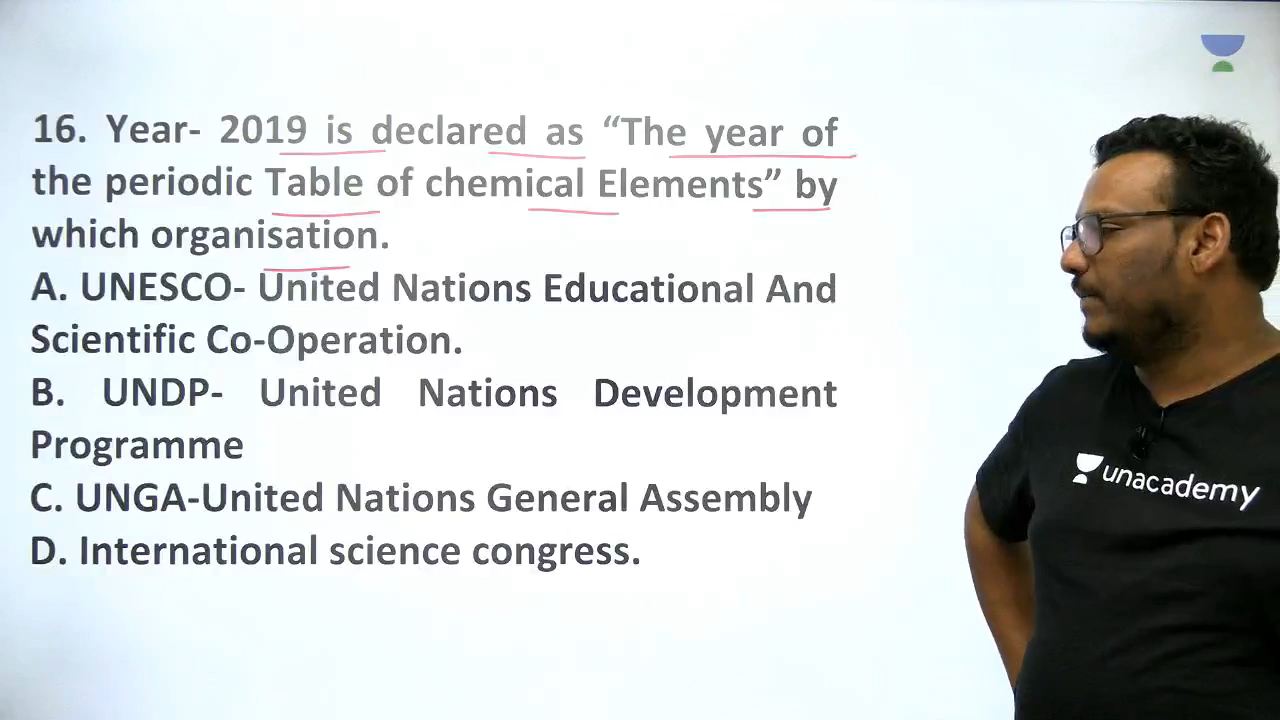 16. Year- 2019 is declared as “The year of
the periodic Table of chemical Elements” by
which organisation.
A. UNESCO- United Nations Educational And
Scientific Co-Operation.
B. UNDP- United Nations Development
Programme
C. UNGA-United Nations General Assembly
D. International science congress.
unacademy